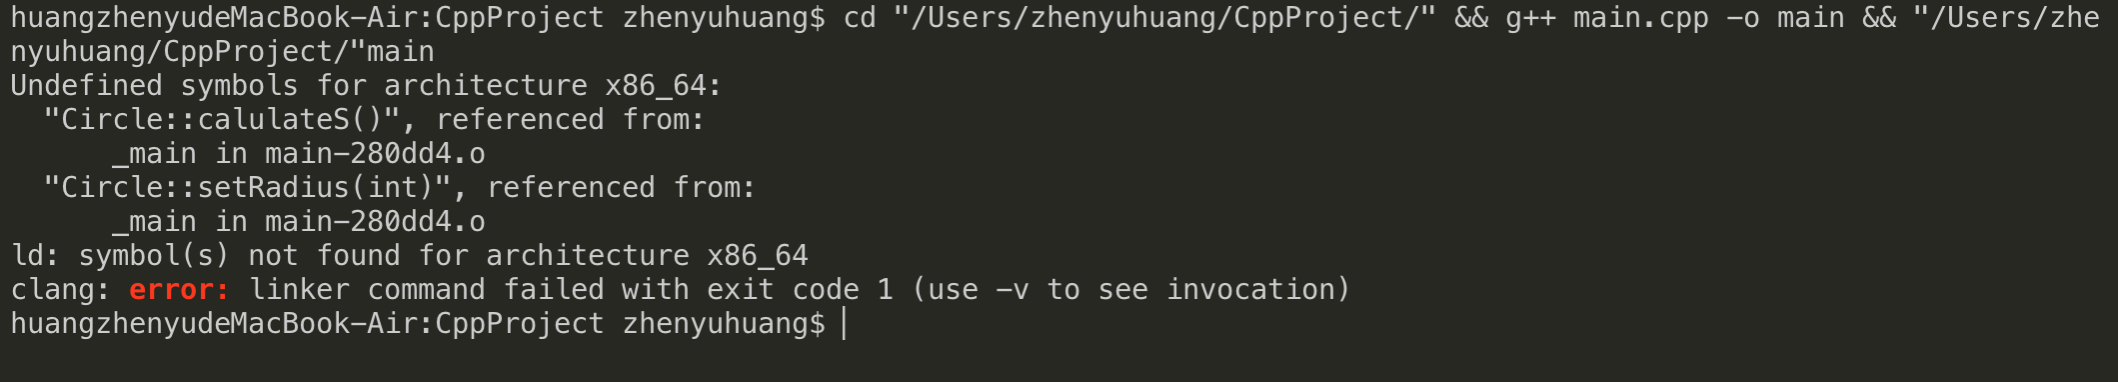 huangzhenyudeMacBook-Air:CppProject zhenyuhuang$ cd "/Users/zhenyuhuang/CppProject/" && g++ main.cpp -o main && "/Users/zhe
nyuhuang/CppProject/"main
Undefined symbols for architecture x86_64:
  "Circle::calulateS()", referenced from:
      _main in main-280dd4.o
  "Circle::setRadius(int)", referenced from:
      _main in main-280dd4.o
ld: symbol(s) not found for architecture x86_64
clang: error: linker command failed with exit code 1 (use -v to see invocation)
huangzhenyudeMacBook-Air:CppProject zhenyuhuang$